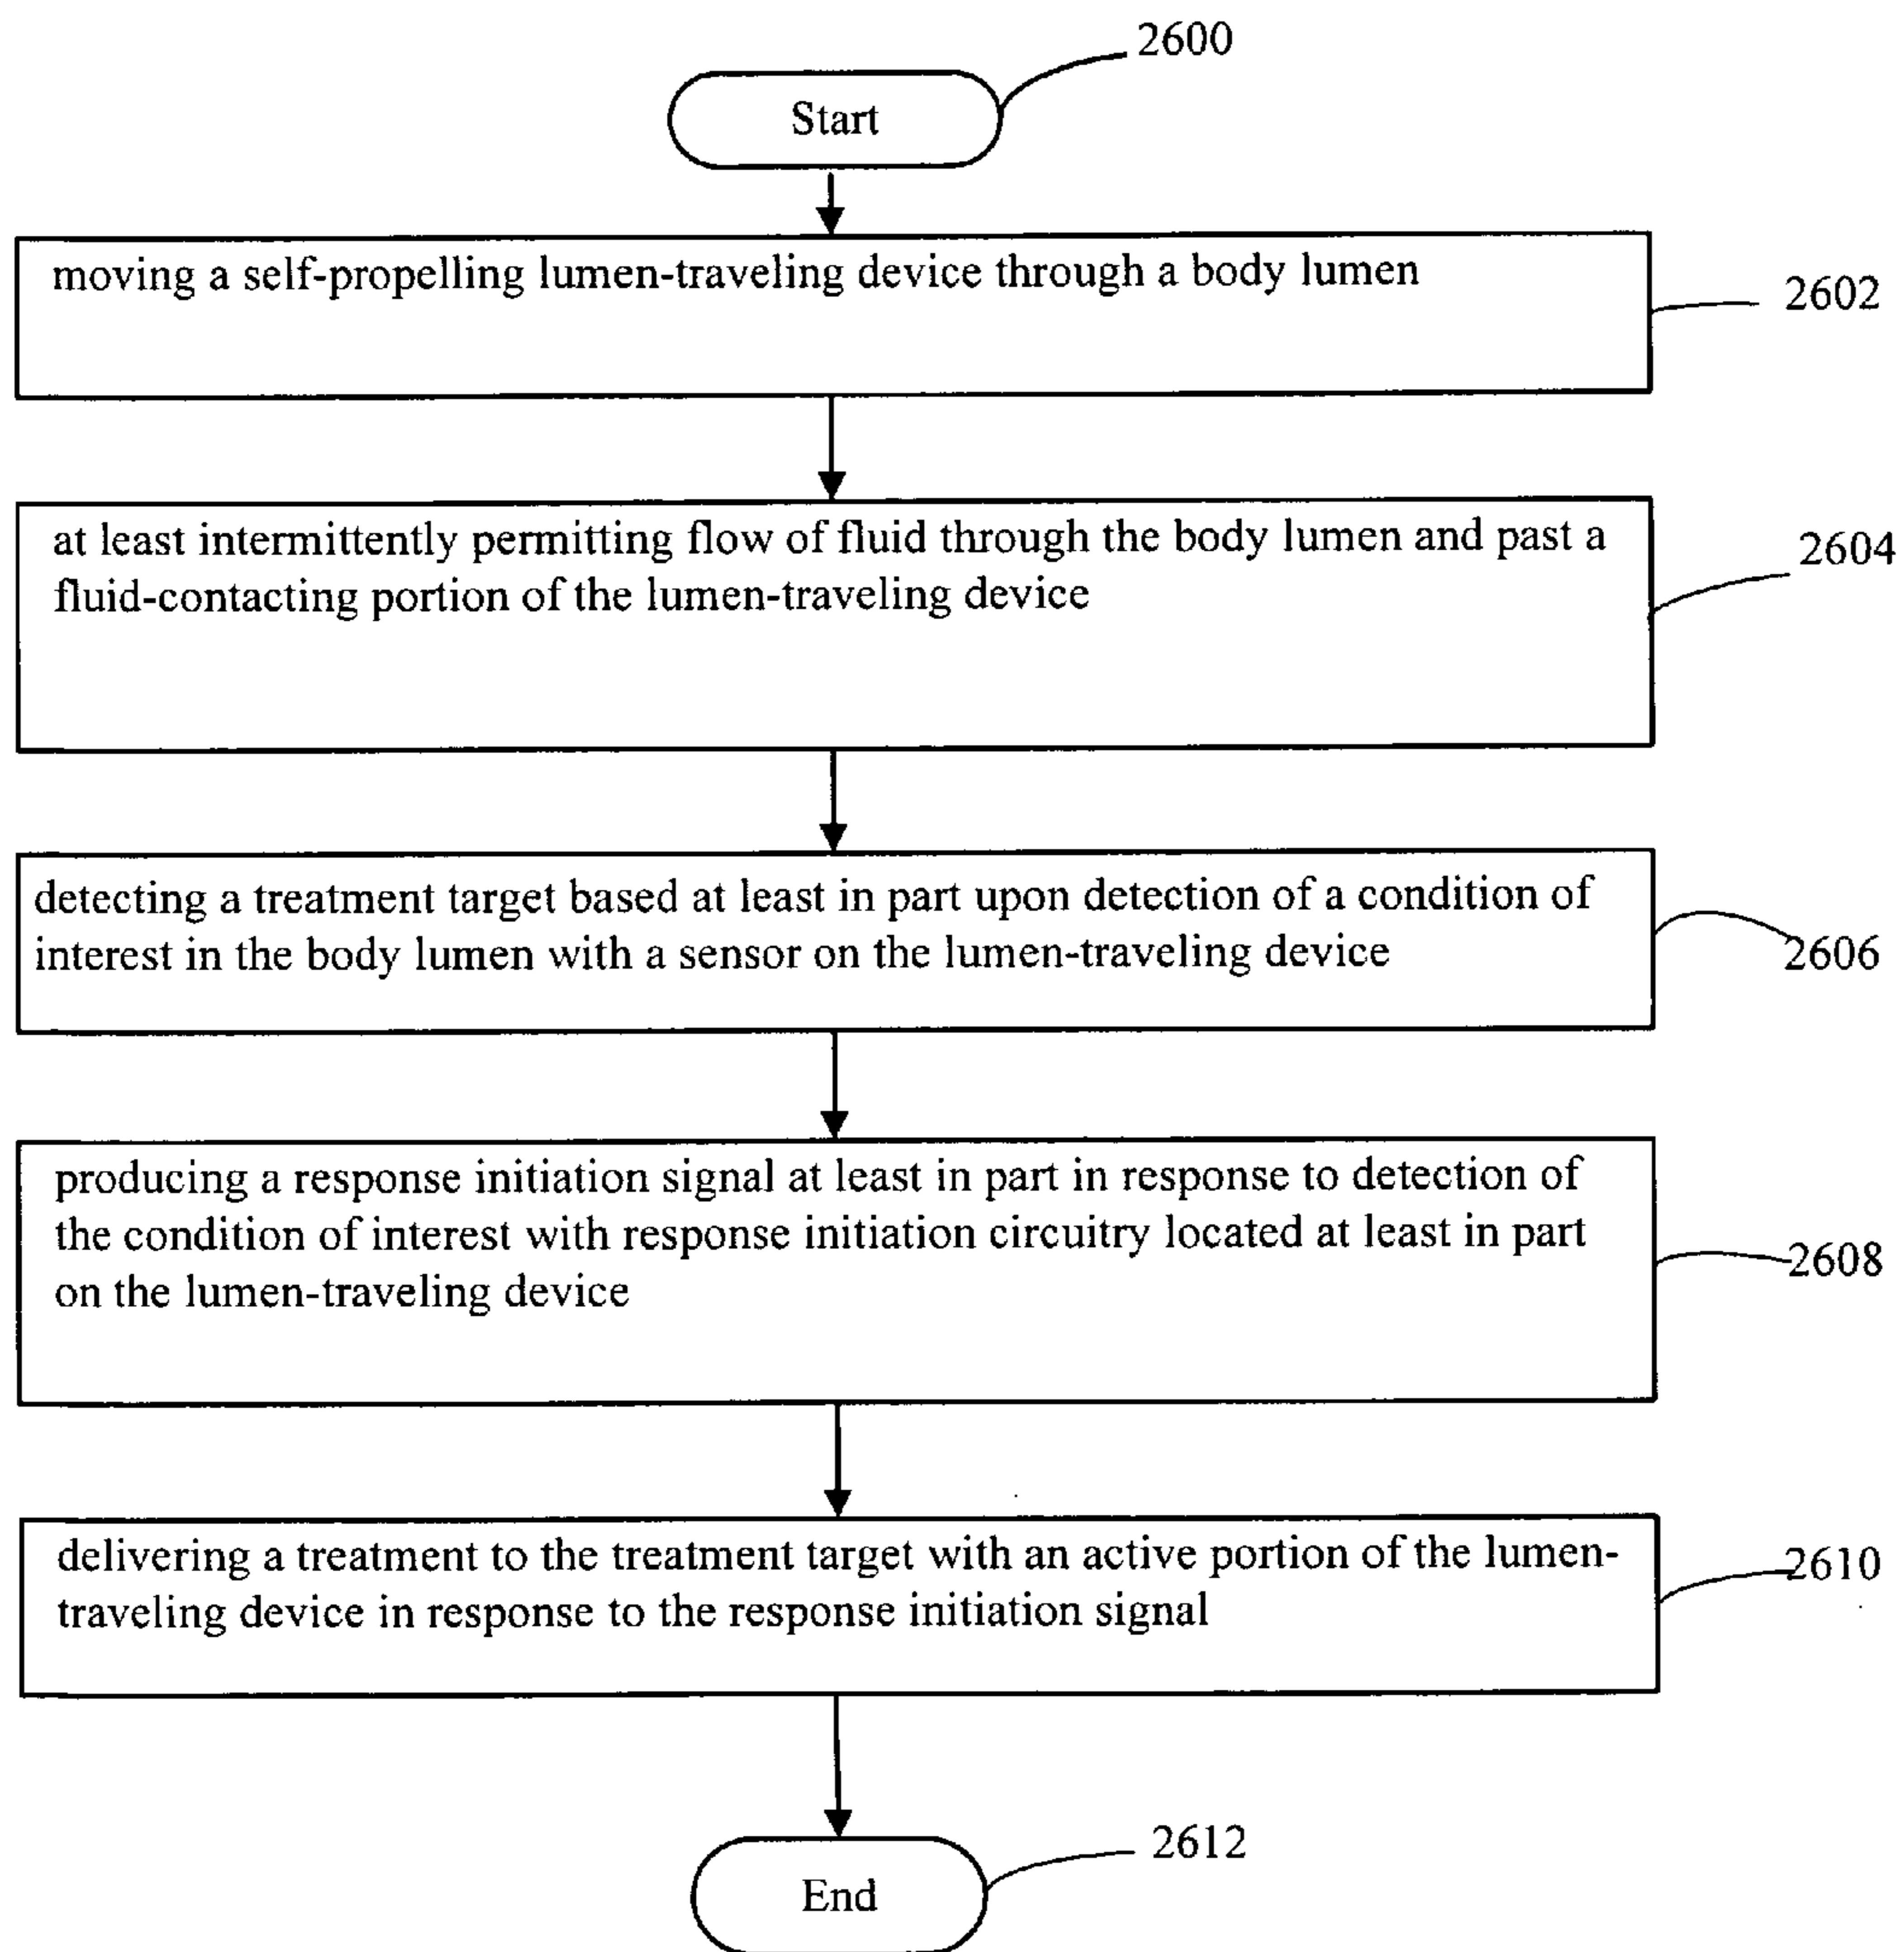 2600
Start
moving a self-propelling lumen-traveling device through a body lumen
2602
at least intermittently permitting flow of fluid through the body lumen and past a
fluid-contacting portion of the lumen-traveling device
2604
detecting a treatment target based at least in part upon detection of a condition of
interest in the body lumen with a sensor on the lumen-traveling device
2606
producing a response initiation signal at least in part in response to detection of
the condition of interest with response initiation circuitry located at least in part
on the lumen-traveling device
2608
delivering a treatment to the treatment target with an active portion of the lumen-
traveling device in response to the response initiation signal
2610
2612
End